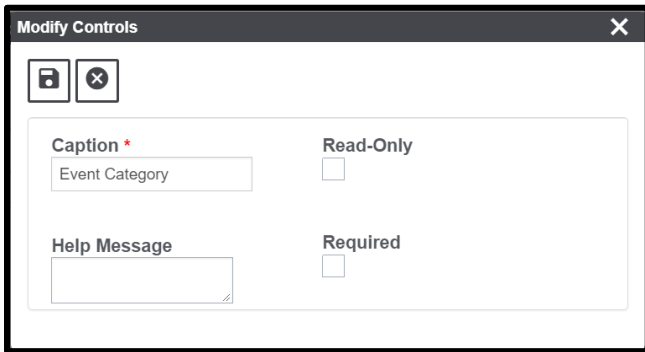 Modify Controls
Caption *
Read-Only
Event Category
Help Message
Required